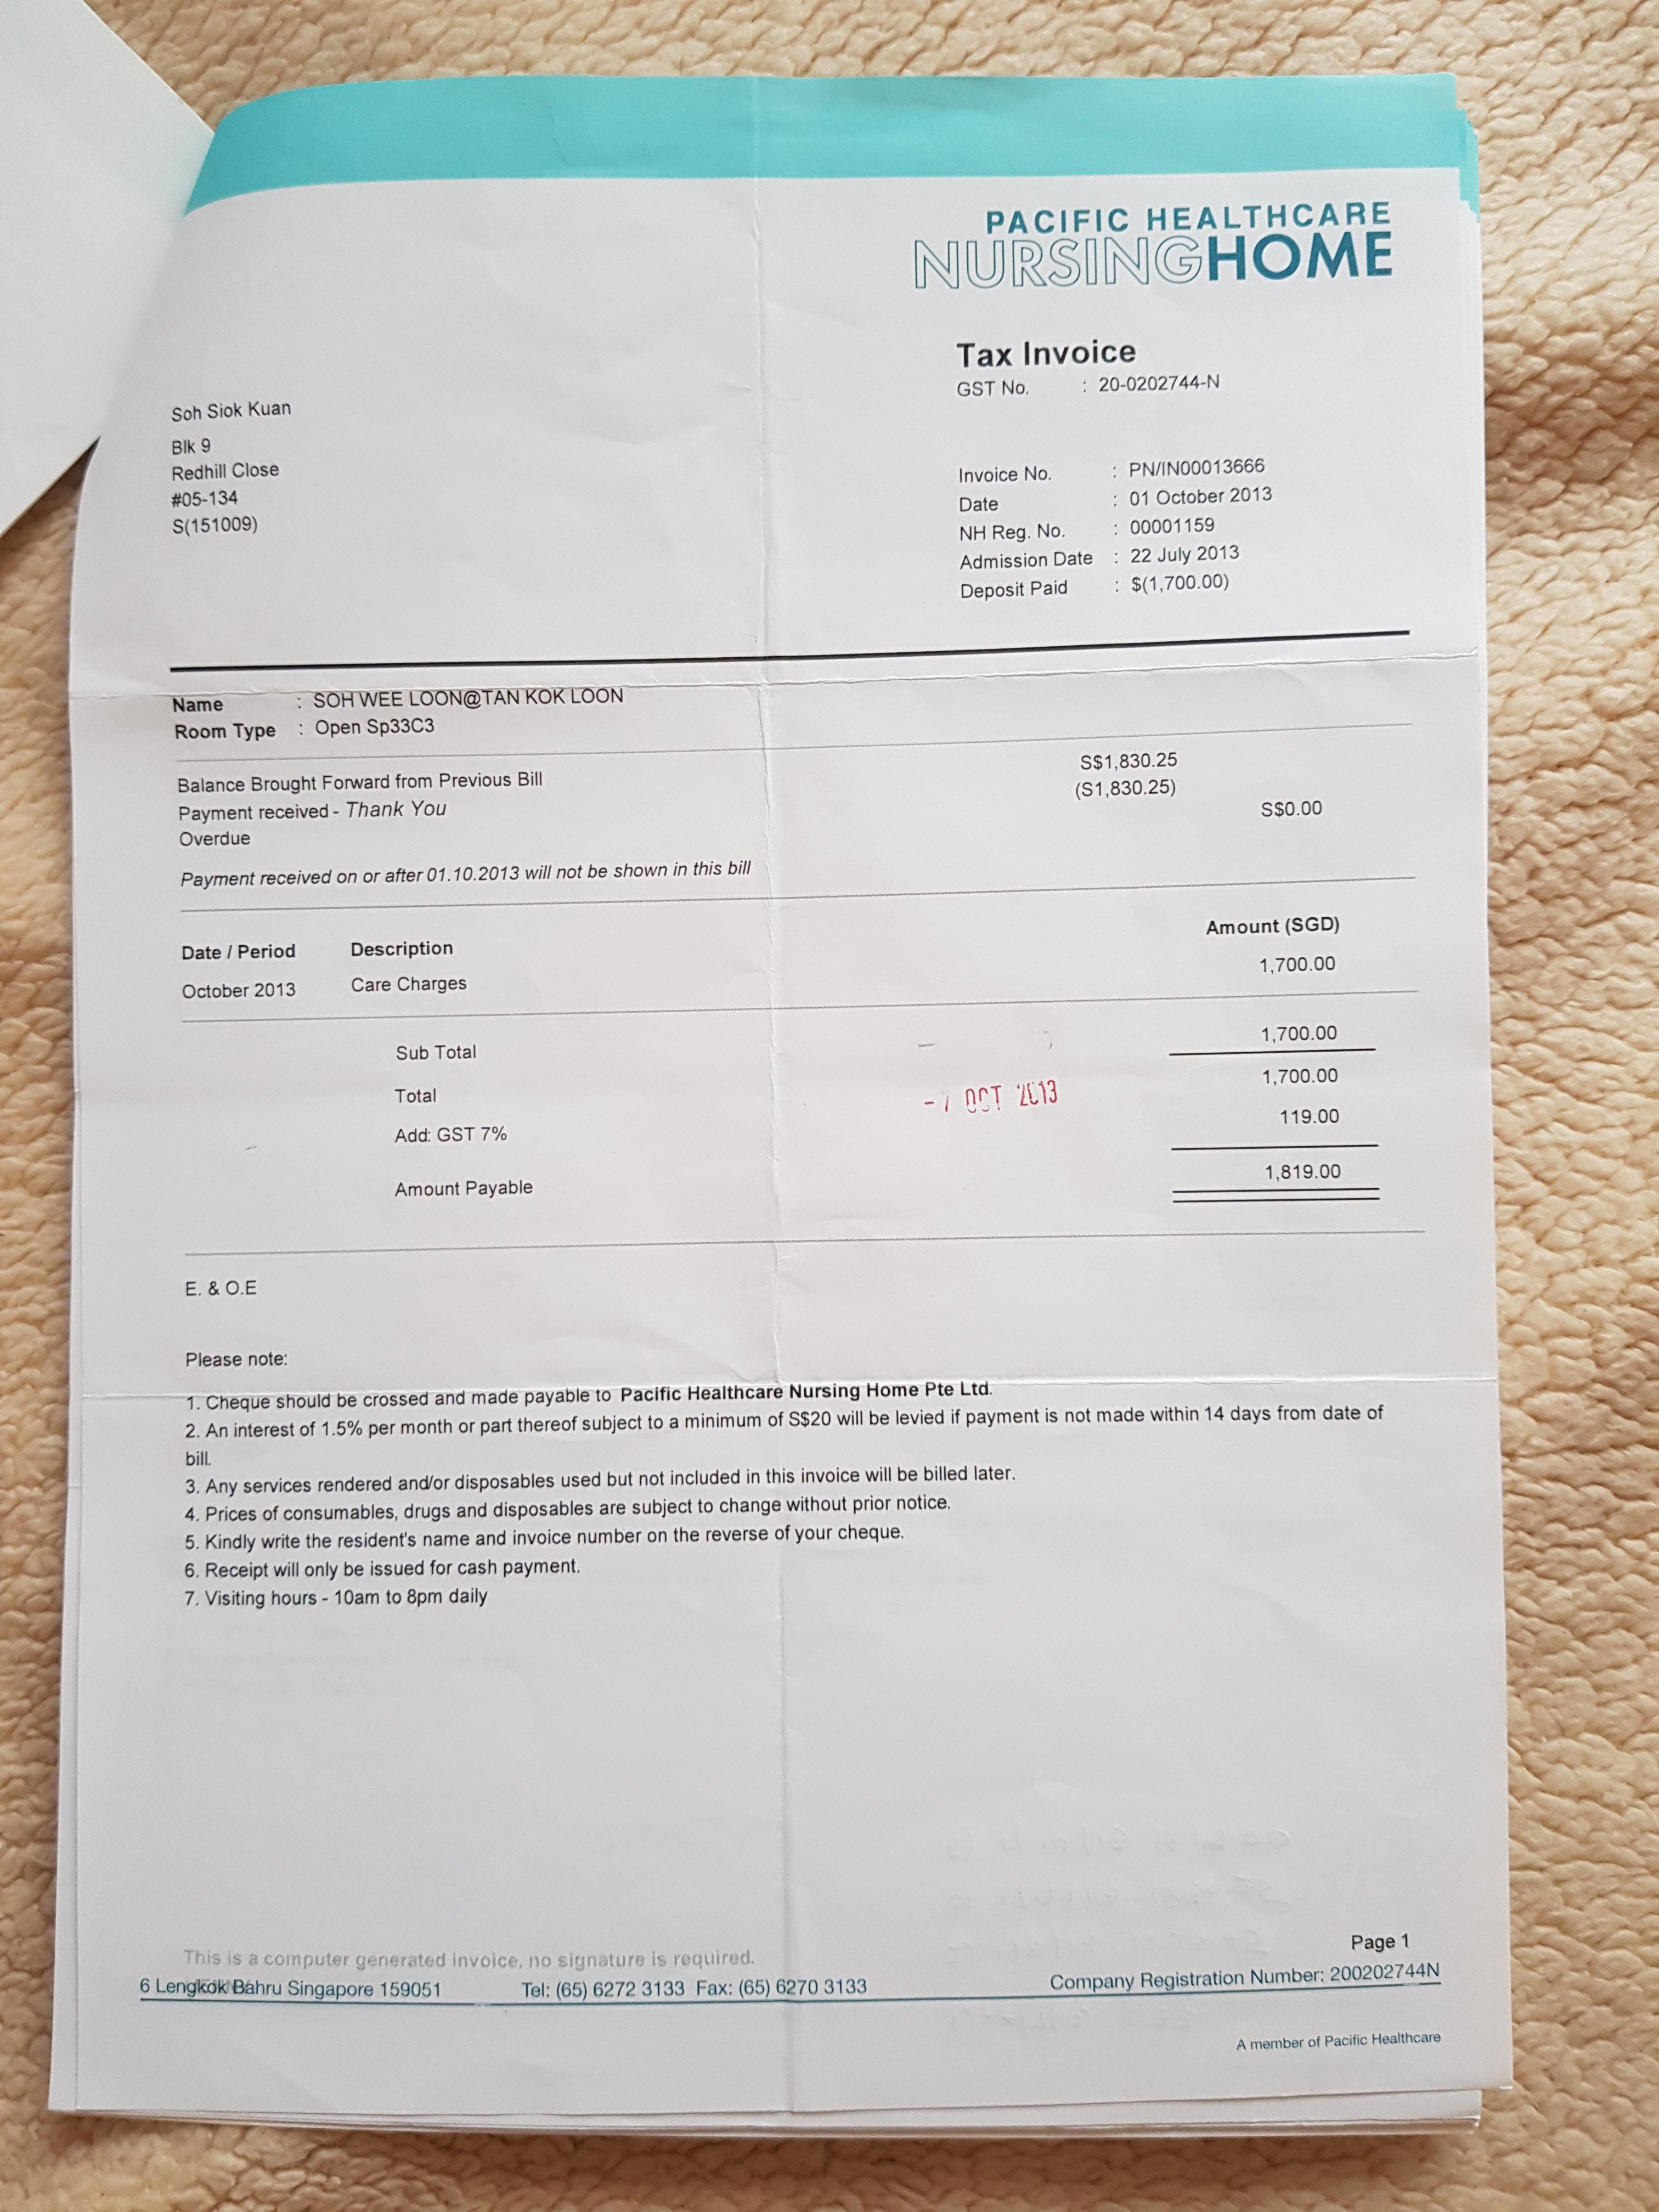 PACIFIC HEALTHCARE
NURSINGHOME
Tax Invoice
GST No. : 20-0202744-N
Soh Siok Kuan
Blk 9
Redhill Close
#05-134
S(151009)
Invoice No. : PN/IN00013666
Date : 01 October 2013
NH Reg. No. : 00001159
Admission Date : 22 July 2013
Deposit Paid : $(1,700.00)
Name : SOH WEE LOON@TAN KOK LOON
Room Type : Open Sp33C3
Balance Brought Forward from Previous Bill S$1,830.25
Payment received - Thank You (S1,830.25)
Overdue S$0.00
Payment received on or after 01.10.2013 will not be shown in this bill
Date / Period Description Amount (SGD)
October 2013 Care Charges 1,700.00
Sub Total 1,700.00
Total 1,700.00
-7 OCT 2013
Add: GST 7% 119.00
Amount Payable 1,819.00
E. & O.E
Please note:
1. Cheque should be crossed and made payable to Pacific Healthcare Nursing Home Pte Ltd.
2. An interest of 1.5% per month or part thereof subject to a minimum of S$20 will be levied if payment is not made within 14 days from date of
bill.
3. Any services rendered and/or disposables used but not included in this invoice will be billed later.
4. Prices of consumables, drugs and disposables are subject to change without prior notice.
5. Kindly write the resident's name and invoice number on the reverse of your cheque.
6. Receipt will only be issued for cash payment.
7. Visiting hours - 10am to 8pm daily
Page 1
This is a computer generated invoice, no signature is required.
6 Lengkok Bahru Singapore 159051 Tel: (65) 6272 3133 Fax: (65) 6270 3133 Company Registration Number: 200202744N
A member of Pacific Healthcare